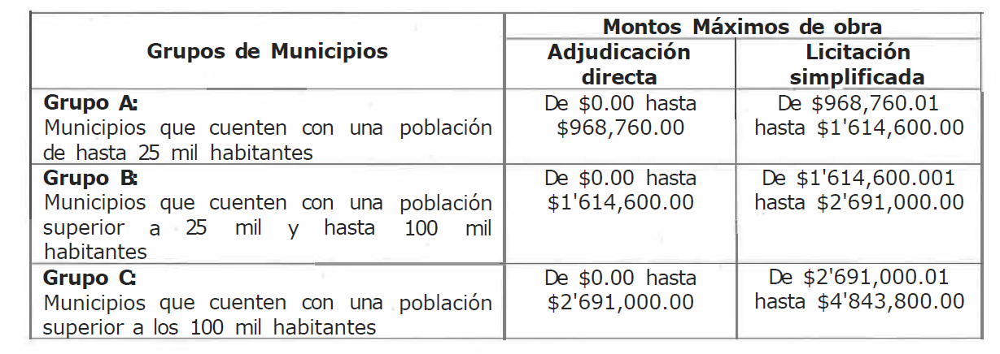 Grupos de Municipios
Montos Máximos de obra
Adjudicación
directa
Licitación
simplificada
Grupo A:
Municipios que cuenten con una población
de hasta 25 mil habitantes
De $0.00 hasta
$968,760.00
De $968,760.01
hasta $1'614,600.00
Grupo B:
Municipios que cuenten con una población
superior a 25 mil y hasta 100 mil
habitantes
De $0.00 hasta
$1'614,600.00
De $1'614,600.001
hasta $2'691,000.00
Grupo C:
Municipios que cuenten con una población
superior a los 100 mil habitantes
De $0.00 hasta
$2'691,000.00
De $2'691,000.01
hasta $4'843,800.00